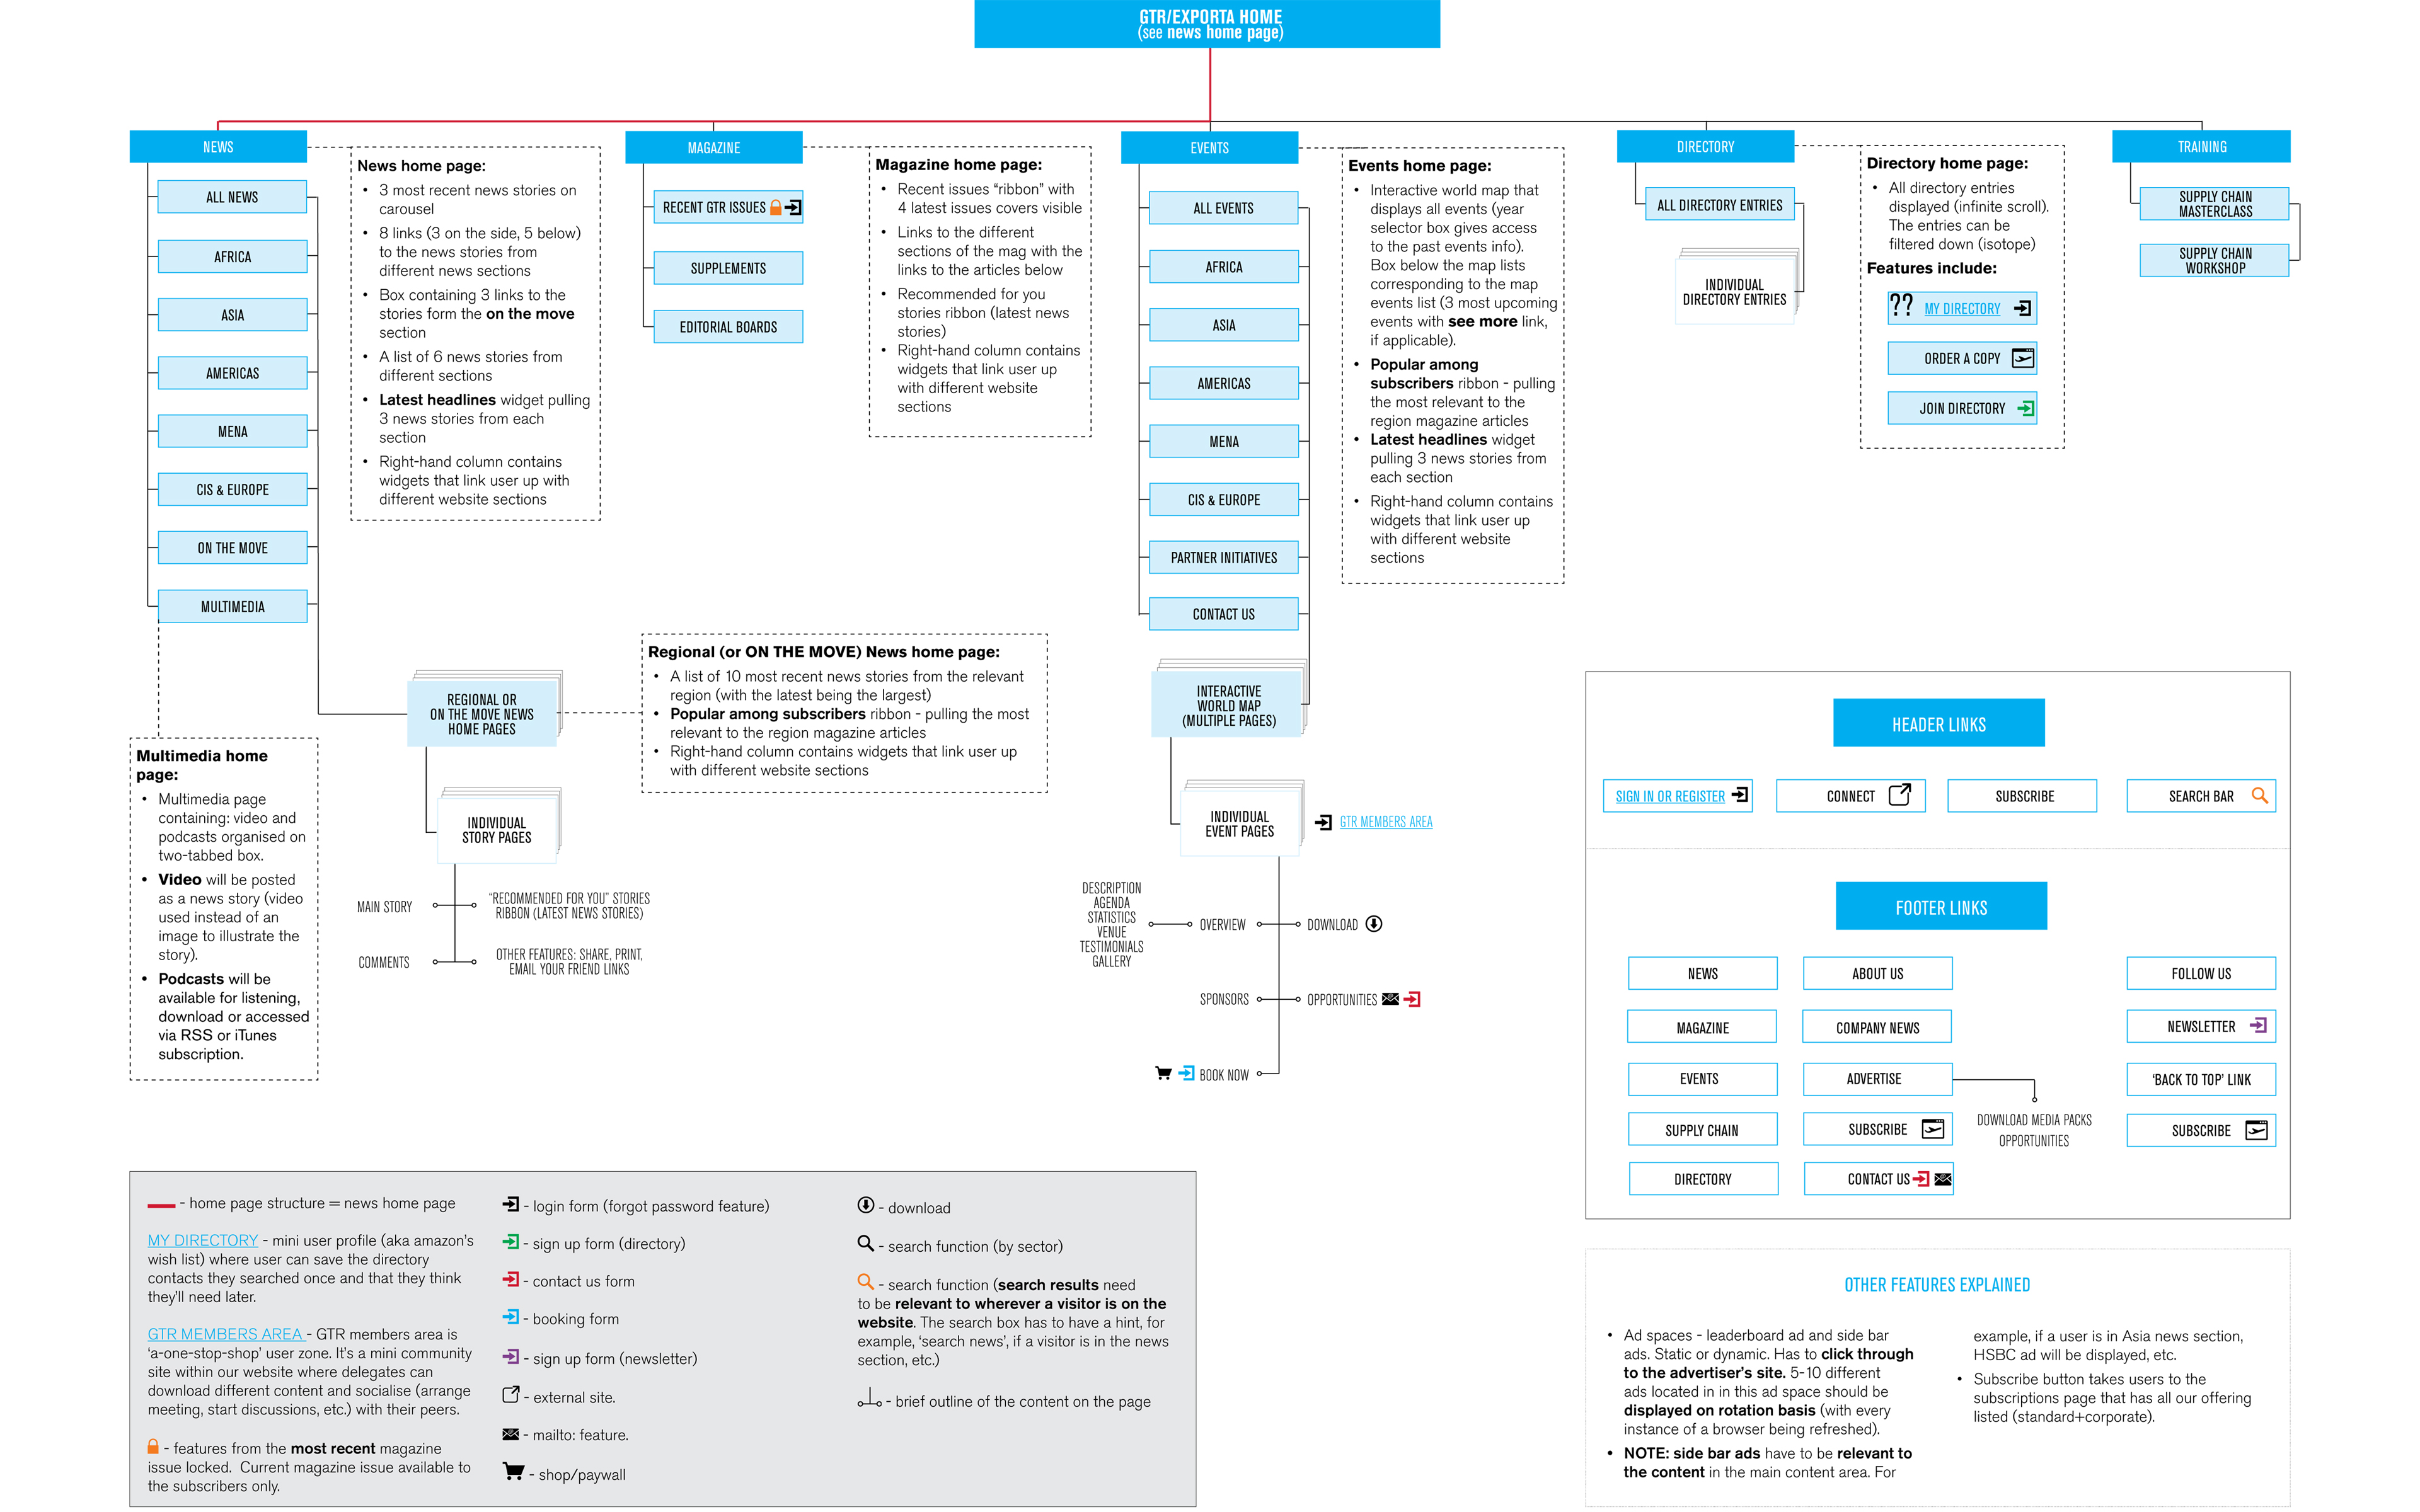 GTR/EXPORTA HOME
(see news home page)
NEWS
ALL NEWS
AFRICA
ASIA
AMERICAS
MENA
CIS & EUROPE
ON THE MOVE
MULTIMEDIA
News home page:
• 3 most recent news stories on
carousel
• 8 links (3 on the side, 5 below)
to the news stories from
different news sections
• Box containing 3 links to the
stories form the on the move
section
• A list of 6 news stories from
different sections
• Latest headlines widget pulling
3 news stories from each
section
• Right-hand column contains
widgets that link user up with
different website sections
MAGAZINE
RECENT GTR ISSUES
SUPPLEMENTS
EDITORIAL BOARDS
Magazine home page:
• Recent issues “ribbon” with
4 latest issues covers visible
• Links to the different
sections of the mag with the
links to the articles below
• Recommended for you
stories ribbon (latest news
stories)
• Right-hand column contains
widgets that link user up
with different website
sections
EVENTS
ALL EVENTS
AFRICA
ASIA
AMERICAS
MENA
CIS & EUROPE
PARTNER INITIATIVES
CONTACT US
Events home page:
• Interactive world map that
displays all events (year
selector box gives access
to the past events info).
Box below the map lists
corresponding to the map
events list (3 most upcoming
events with see more link,
if applicable).
• Popular among
subscribers ribbon - pulling
the most relevant to the
region magazine articles
• Latest headlines widget
pulling 3 news stories from
each section
• Right-hand column contains
widgets that link user up
with different website
sections
DIRECTORY
ALL DIRECTORY ENTRIES
INDIVIDUAL
DIRECTORY ENTRIES
Directory home page:
• All directory entries
displayed (infinite scroll).
The entries can be
filtered down (isotope)
Features include:
?? MY DIRECTORY
ORDER A COPY
JOIN DIRECTORY
TRAINING
SUPPLY CHAIN
MASTERCLASS
SUPPLY CHAIN
WORKSHOP
Multimedia home
page:
• Multimedia page
containing: video and
podcasts organised on
two-tabbed box.
• Video will be posted
as a news story (video
used instead of an
image to illustrate the
story).
• Podcasts will be
available for listening,
download or accessed
via RSS or iTunes
subscription.
REGIONAL OR
ON THE MOVE NEWS
HOME PAGES
Regional (or ON THE MOVE) News home page:
• A list of 10 most recent news stories from the relevant
region (with the latest being the largest)
• Popular among subscribers ribbon - pulling the most
relevant to the region magazine articles
• Right-hand column contains widgets that link user up
with different website sections
INDIVIDUAL
STORY PAGES
MAIN STORY
“RECOMMENDED FOR YOU” STORIES
RIBBON (LATEST NEWS STORIES)
COMMENTS
OTHER FEATURES: SHARE, PRINT,
EMAIL YOUR FRIEND LINKS
INTERACTIVE
WORLD MAP
(MULTIPLE PAGES)
INDIVIDUAL
EVENT PAGES
GTR MEMBERS AREA
DESCRIPTION
AGENDA
STATISTICS
VENUE
TESTIMONIALS
GALLERY
OVERVIEW
DOWNLOAD
SPONSORS
OPPORTUNITIES
BOOK NOW
HEADER LINKS
SIGN IN OR REGISTER
CONNECT
SUBSCRIBE
SEARCH BAR
FOOTER LINKS
NEWS
ABOUT US
FOLLOW US
MAGAZINE
COMPANY NEWS
NEWSLETTER
EVENTS
ADVERTISE
‘BACK TO TOP’ LINK
SUPPLY CHAIN
SUBSCRIBE
DOWNLOAD MEDIA PACKS
OPPORTUNITIES
SUBSCRIBE
DIRECTORY
CONTACT US
- home page structure = news home page
MY DIRECTORY - mini user profile (aka amazon’s
wish list) where user can save the directory
contacts they searched once and that they think
they’ll need later.
GTR MEMBERS AREA - GTR members area is
‘a-one-stop-shop’ user zone. It’s a mini community
site within our website where delegates can
download different content and socialise (arrange
meeting, start discussions, etc.) with their peers.
- features from the most recent magazine
issue locked. Current magazine issue available to
the subscribers only.
- login form (forgot password feature)
- sign up form (directory)
- contact us form
- booking form
- sign up form (newsletter)
- external site.
- mailto: feature.
- shop/paywall
- download
- search function (by sector)
- search function (search results need
to be relevant to wherever a visitor is on the
website. The search box has to have a hint, for
example, ‘search news’, if a visitor is in the news
section, etc.)
- brief outline of the content on the page
OTHER FEATURES EXPLAINED
• Ad spaces - leaderboard ad and side bar
ads. Static or dynamic. Has to click through
to the advertiser’s site. 5-10 different
ads located in in this ad space should be
displayed on rotation basis (with every
instance of a browser being refreshed).
• NOTE: side bar ads have to be relevant to
the content in the main content area. For
example, if a user is in Asia news section,
HSBC ad will be displayed, etc.
• Subscribe button takes users to the
subscriptions page that has all our offering
listed (standard+corporate).